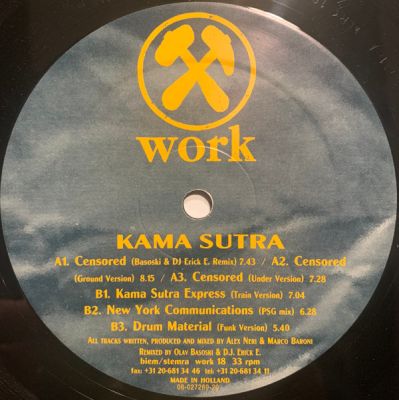 work
KAMA SUTRA
A1. Censored (Basoski & DJ Erick E. Remix) 7.43 / A2. Censored
(Ground Version) 8.15 / A3. Censored (Under Version) 7.28
B1. Kama Sutra Express (Train Version) 7.04
B2. New York Communications (PSG mix) 6.28
B3. Drum Material (Funk Version) 5.40
All tracks written, produced and mixed by Alex Neri & Marco Baroni
Remixed by Olav Basoski & D.J. Erick E.
biem/stemra work 18 33 rpm
fax: +31 20-681 34 46 tel +31 20-681 34 11
MADE IN HOLLAND
08-027269-20